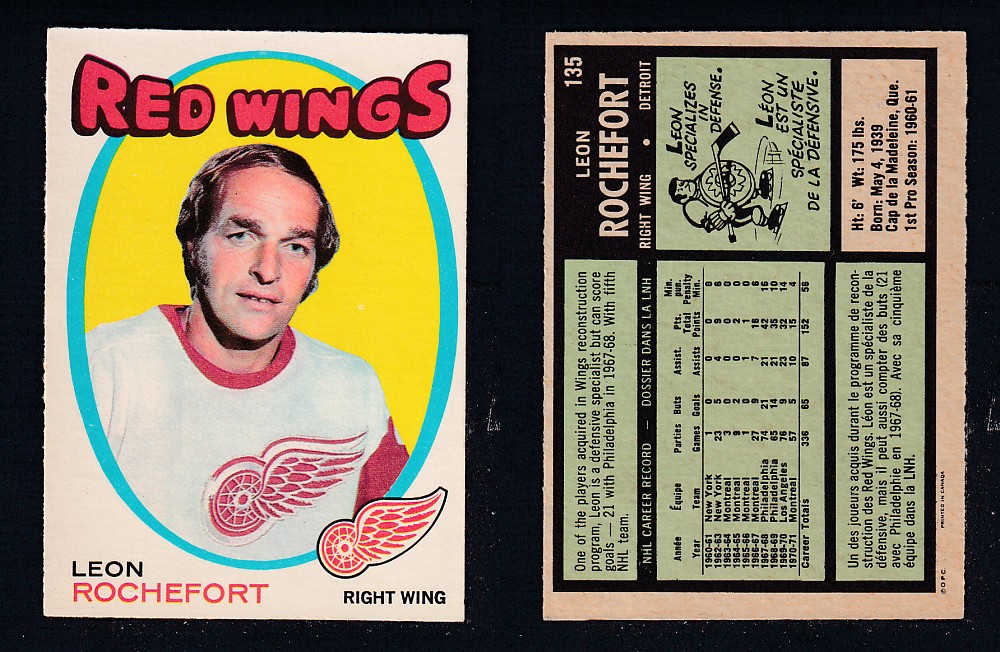 RED WINGS
LEON
ROCHEFORT
RIGHT WING
135
LEON
ROCHEFORT
RIGHT WING • DETROIT
LEON
SPECIALIZES
IN
DEFENSE.
LÉON
EST UN
SPÉCIALISTE
DE LA DÉFENSIVE.
Ht: 6' Wt: 175 lbs.
Born: May 4, 1939
Cap de la Madeleine, Que.
1st Pro Season: 1960-61
One of the players acquired in Wings reconstruction
program, Leon is a defensive specialist but can score
goals — 21 with Philadelphia in 1967-68. With fifth
NHL team.
NHL CAREER RECORD — DOSSIER DANS LA LNH
Année Équipe Parties Buts Assist. Pts. Min. pun.
Year Team Games Goals Assists Total Points Penalty Min.
1960-61 New York 1 0 0 0 0
1962-63 New York 23 5 4 9 6
1963-64 Montreal 3 0 0 0 0
1964-65 Montreal 9 2 0 2 0
1965-66 Montreal 1 0 1 1 0
1966-67 Montreal 27 9 7 16 6
1967-68 Philadelphia 74 21 21 42 16
1968-69 Philadelphia 65 14 21 35 10
1969-70 Los Angeles 76 9 23 32 14
1970-71 Montreal 57 5 10 15 4
Career Totals 336 65 87 152 56
Un des joueurs acquis durant le programme de recon-
struction des Red Wings. Léon est un spécialiste de la
défensive, mais il peut aussi compter des buts (21
avec Philadelphie en 1967-68). Avec sa cinquième
équipe dans la LNH.
© O.P.C. PRINTED IN CANADA